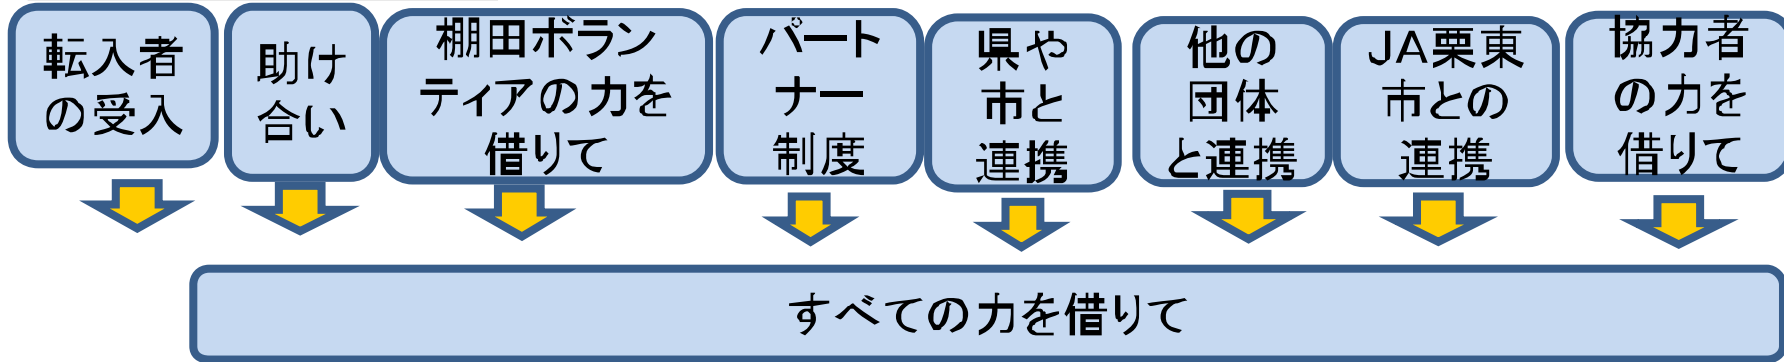 転入者
の受入
助け
合い
棚田ボラン
ティアの力を
借りて
パート
ナー
制度
県や
市と
連携
他の
団体
と連携
JA栗東
市との
連携
協力者
の力を
借りて
すべての力を借りて